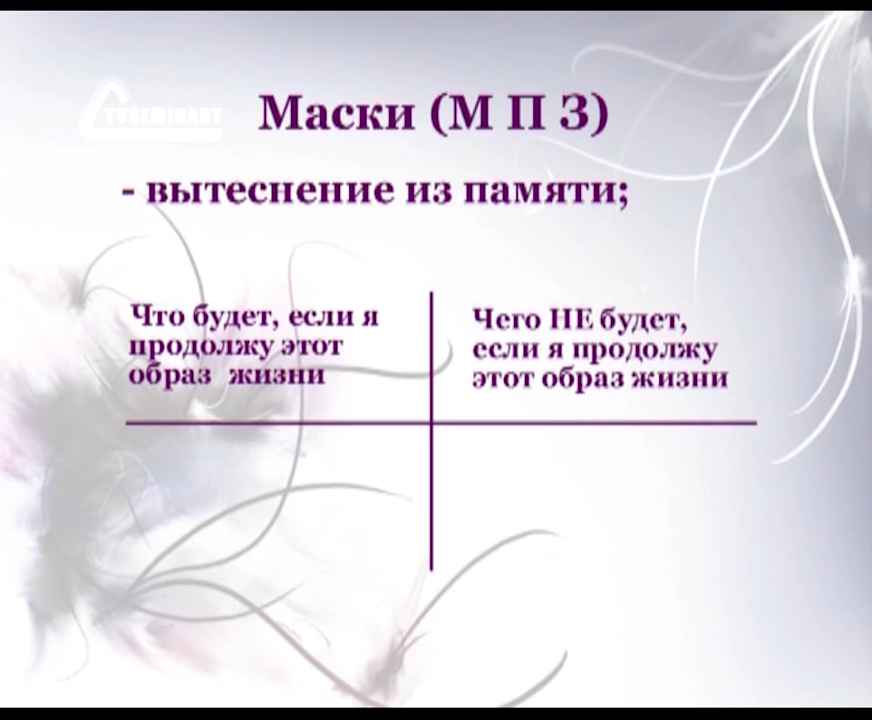 TVSEMINARY
Маски (М П З)
- вытеснение из памяти;
Что будет, если я
продолжу этот
образ жизни
Чего НЕ будет,
если я продолжу
этот образ жизни